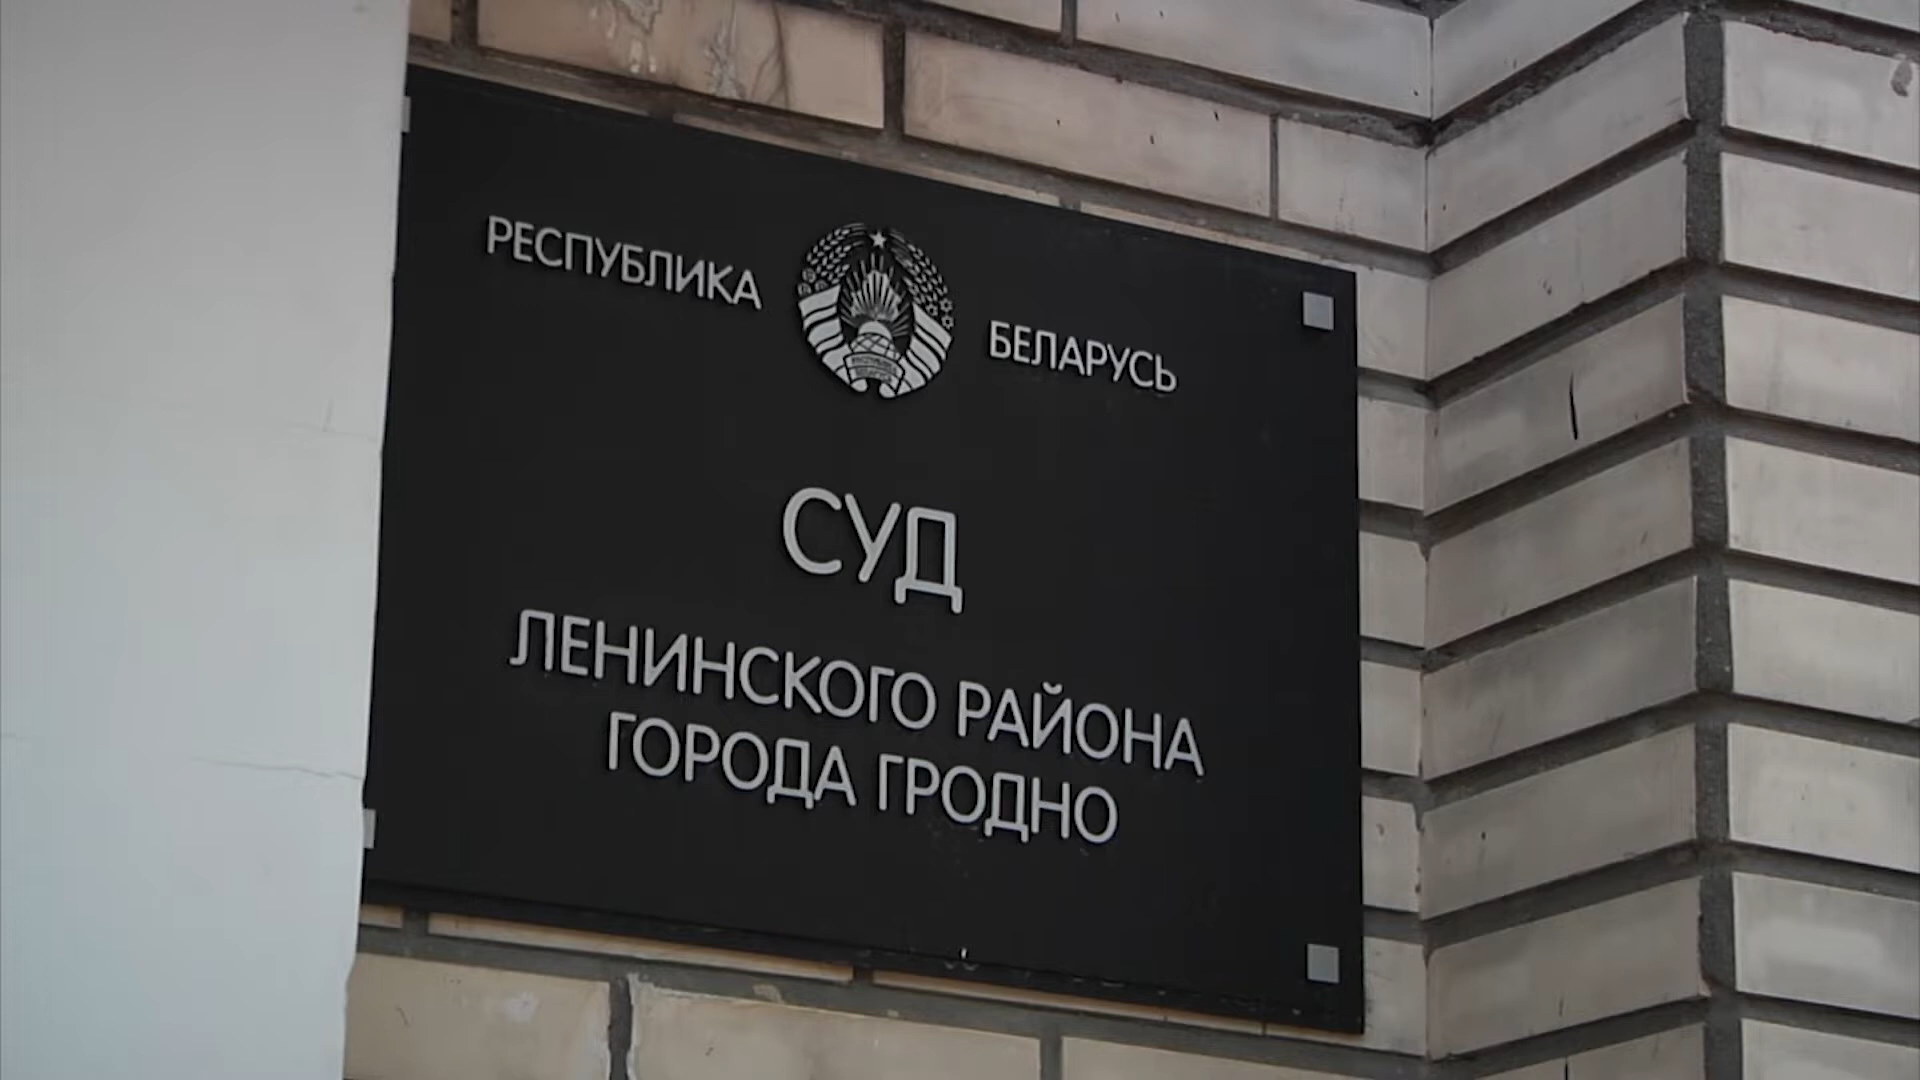 РЕСПУБЛИКА БЕЛАРУСЬ
СУД
ЛЕНИНСКОГО РАЙОНА
ГОРОДА ГРОДНО